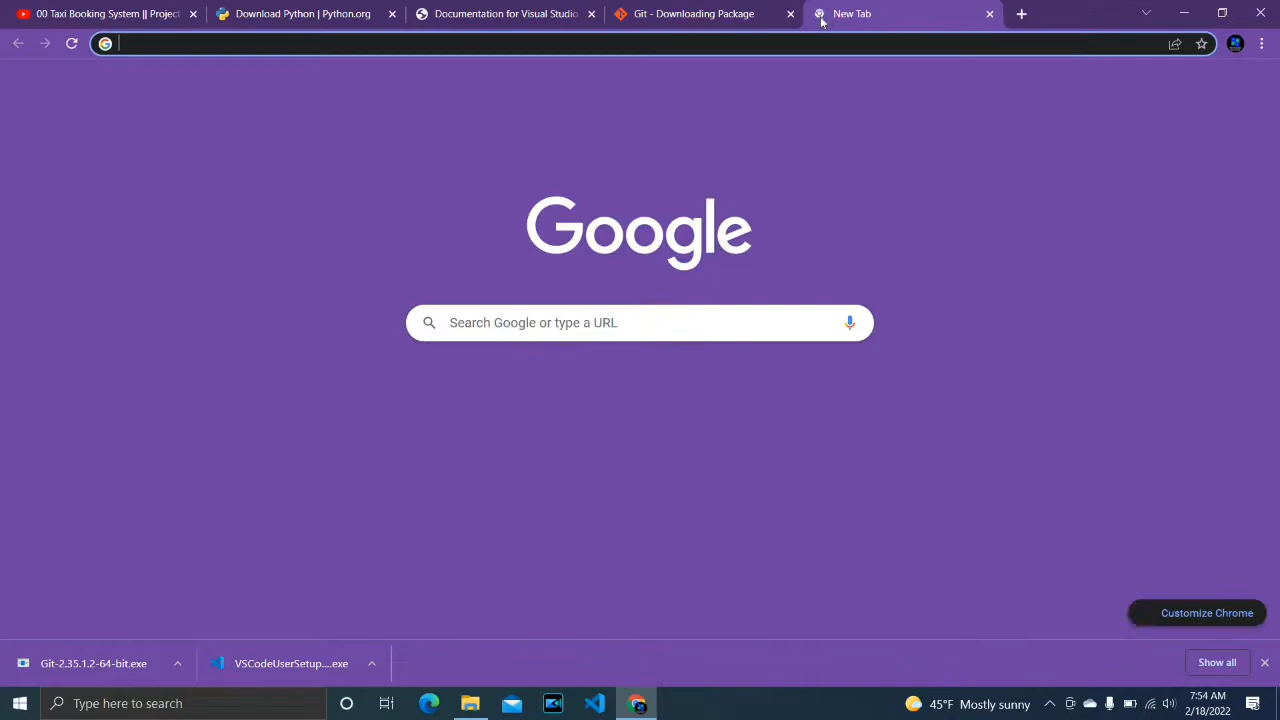 00 Taxi Booking System || Project
Download Python | Python.org
Documentation for Visual Studio
Git - Downloading Package
New Tab
Google
Search Google or type a URL
Customize Chrome
Git-2.35.1.2-64-bit.exe
VSCodeUserSetup....exe
Show all
Type here to search
45°F Mostly sunny
7:54 AM
2/18/2022